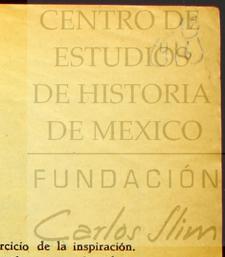 CENTRO DE
ESTUDIOS
DE HISTORIA
DE MEXICO
FUNDACIÓN
Carlos Slim
rcicio de la inspiración.